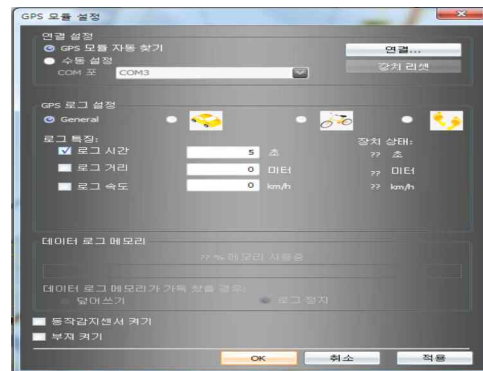 GPS 모듈 설정
연결 설정
GPS 모듈 자동 찾기
연결...
수동 설정
장치 리셋
COM 포
COM3
GPS 로그 설정
General
로그 특징:
장치 상태:
로그 시간
5
초
??
초
로그 거리
0
미터
??
미터
로그 속도
0
km/h
??
km/h
데이터 로그 메모리
?? % 메모리 사용중
데이터 로그 메모리가 가득 찼을 경우:
덮어쓰기
로그 정지
동작감지센서 켜기
부저 켜기
OK
취소
적용